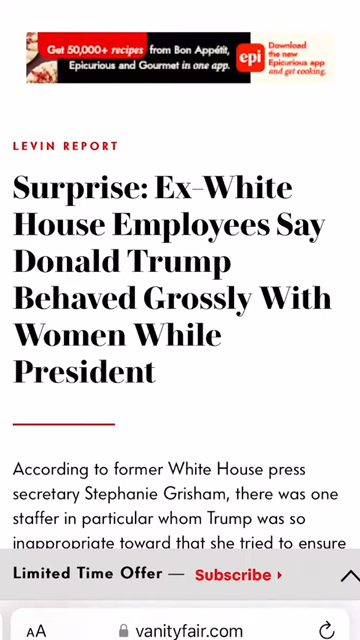 Get 50,000+ recipes from Bon Appétit,
Epicurious and Gourmet in one app.
epi
Download
the new
Epicurious app
and get cooking.
LEVIN REPORT
Surprise: Ex-White
House Employees Say
Donald Trump
Behaved Grossly With
Women While
President
According to former White House press
secretary Stephanie Grisham, there was one
staffer in particular whom Trump was so
inappropriate toward that she tried to ensure
Limited Time Offer — Subscribe
AA vanityfair.com